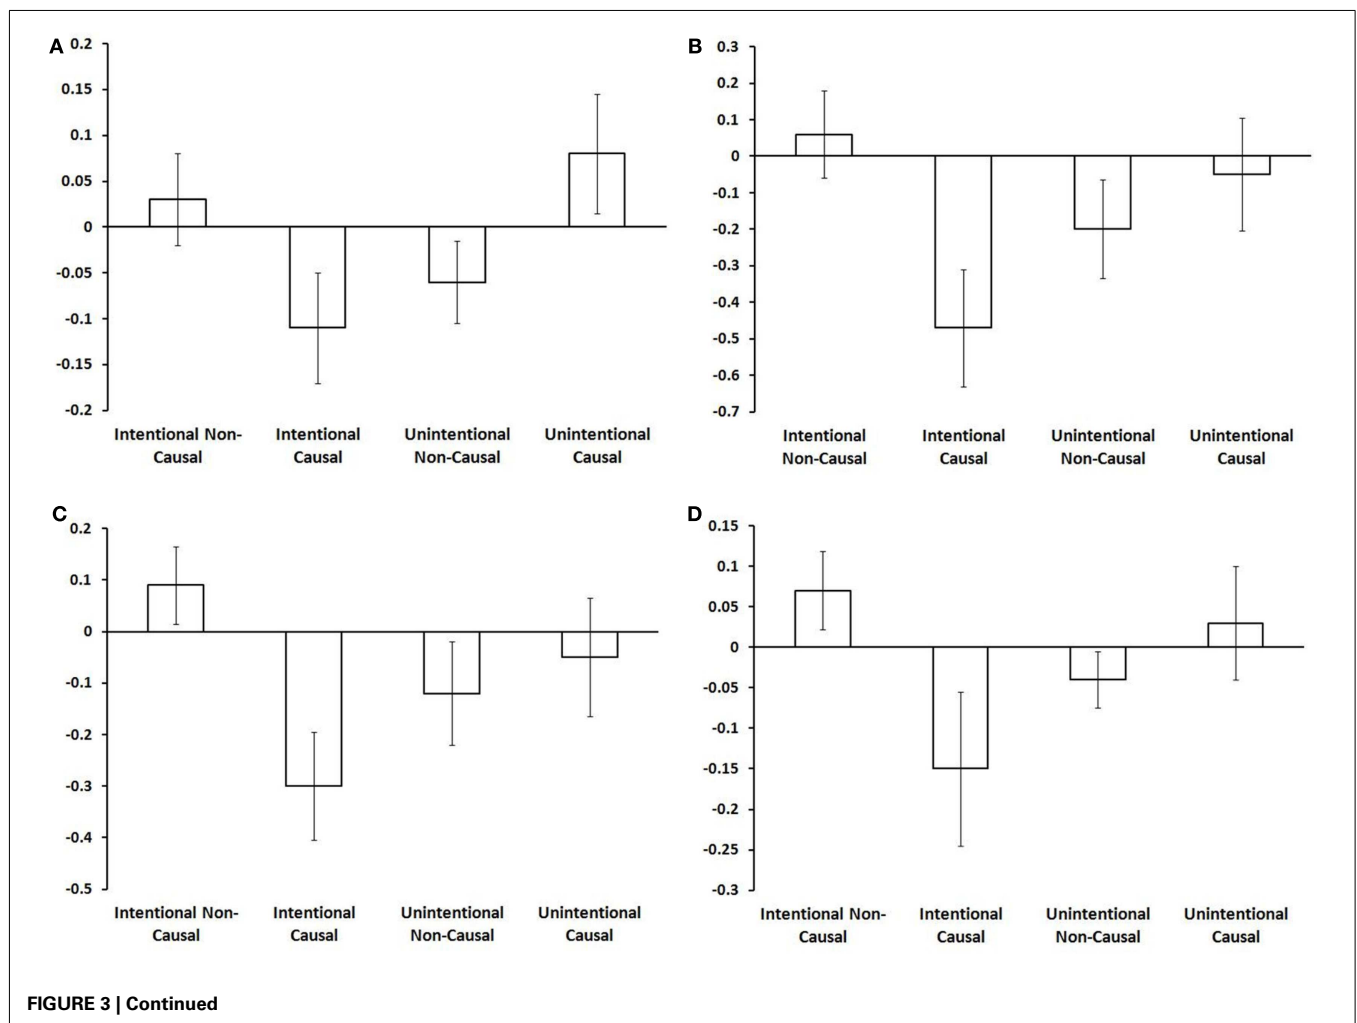 A
0.2
0.15
0.1
0.05
0
-0.05
-0.1
-0.15
-0.2
Intentional Non-
Causal
Intentional
Causal
Unintentional
Non-Causal
Unintentional
Causal
B
0.3
0.2
0.1
0
-0.1
-0.2
-0.3
-0.4
-0.5
-0.6
-0.7
Intentional
Non-Causal
Intentional
Causal
Unintentional
Non-Causal
Unintentional
Causal
C
0.2
0.1
0
-0.1
-0.2
-0.3
-0.4
-0.5
Intentional Non-
Causal
Intentional
Causal
Unintentional
Non-Causal
Unintentional
Causal
D
0.15
0.1
0.05
0
-0.05
-0.1
-0.15
-0.2
-0.25
-0.3
Intentional Non-
Causal
Intentional
Causal
Unintentional
Non-Causal
Unintentional
Causal
FIGURE 3 | Continued